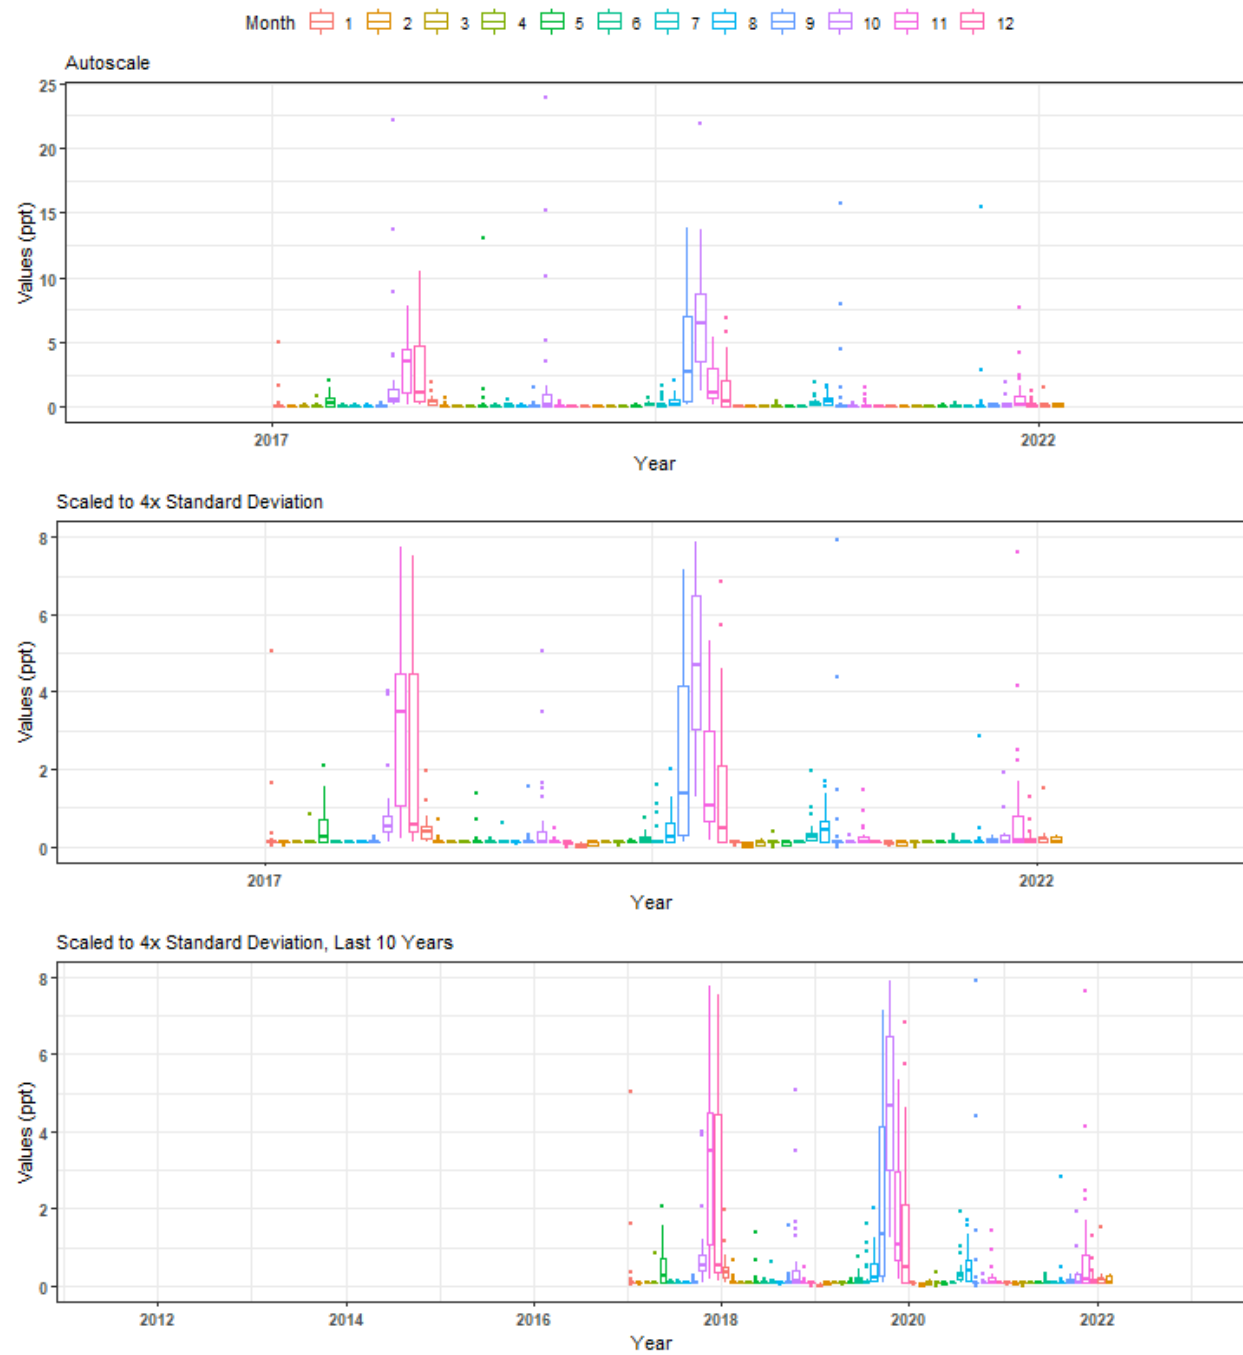 Month 1 2 3 4 5 6 7 8 9 10 11 12
Autoscale
25
20
15
10
5
0
Values (ppt)
2017 2022
Year
Scaled to 4x Standard Deviation
8
6
4
2
0
Values (ppt)
2017 2022
Year
Scaled to 4x Standard Deviation, Last 10 Years
8
6
4
2
0
Values (ppt)
2012 2014 2016 2018 2020 2022
Year